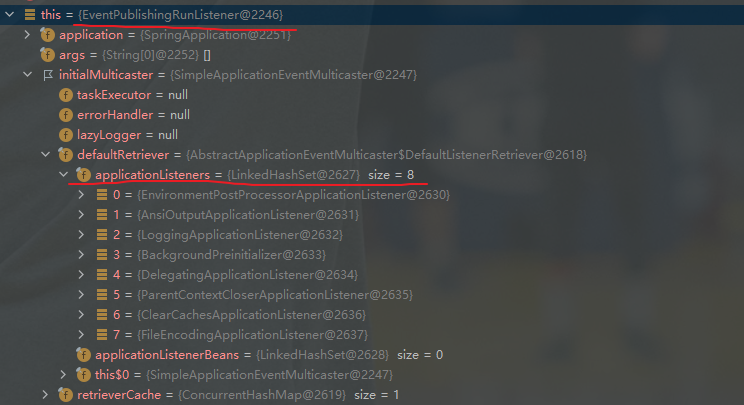 this = {EventPublishingRunListener@2246}
application = {SpringApplication@2251}
args = {String[0]@2252} []
initialMulticaster = {SimpleApplicationEventMulticaster@2247}
taskExecutor = null
errorHandler = null
lazyLogger = null
defaultRetriever = {AbstractApplicationEventMulticaster$DefaultListenerRetriever@2618}
applicationListeners = {LinkedHashSet@2627} size = 8
0 = {EnvironmentPostProcessorApplicationListener@2630}
1 = {AnsiOutputApplicationListener@2631}
2 = {LoggingApplicationListener@2632}
3 = {BackgroundPreinitializer@2633}
4 = {DelegatingApplicationListener@2634}
5 = {ParentContextCloserApplicationListener@2635}
6 = {ClearCachesApplicationListener@2636}
7 = {FileEncodingApplicationListener@2637}
applicationListenerBeans = {LinkedHashSet@2628} size = 0
this$0 = {SimpleApplicationEventMulticaster@2247}
retrieverCache = {ConcurrentHashMap@2619} size = 1